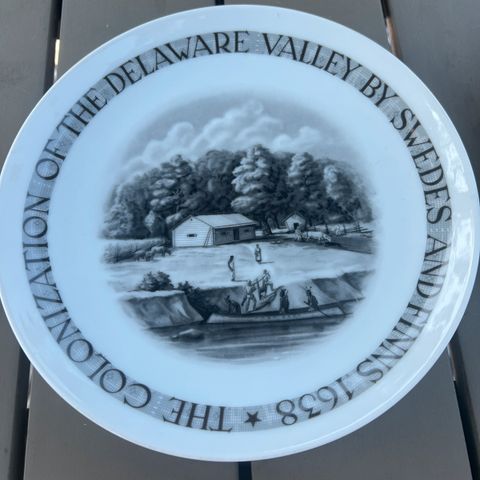 THE COLONIZATION OF THE DELAWARE VALLEY BY SWEDES AND FINNS 1638 ★